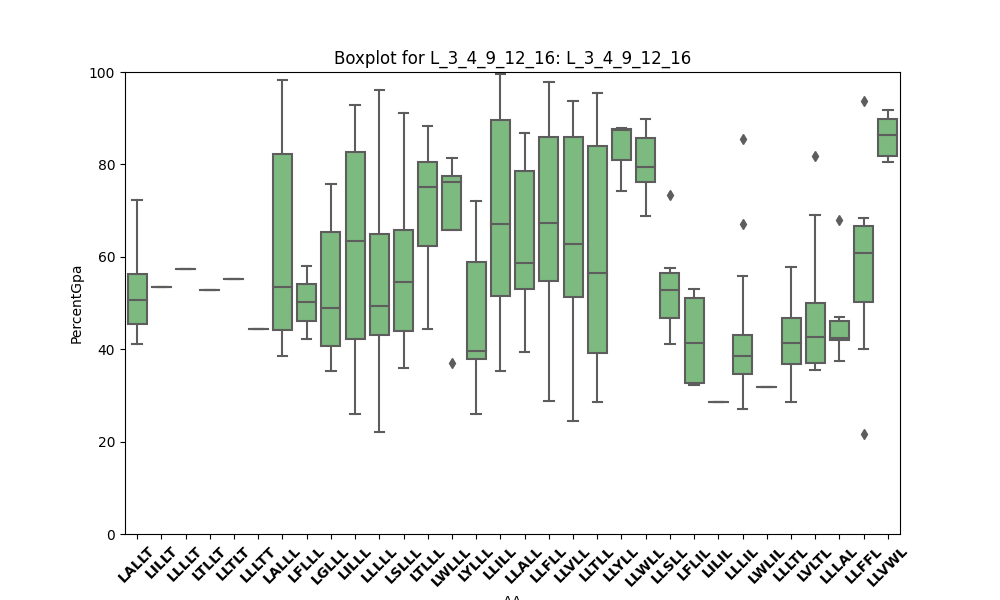 Boxplot for L_3_4_9_12_16: L_3_4_9_12_16
PercentGpa
100
80
60
40
20
0
LALLT
LILLT
LLLLT
LTLLT
LLTLT
LLLTT
LALLL
LFLLL
LGLLL
LILLL
LLLLL
LSLLL
LTLLL
LWLLL
LYLLL
LLILL
LLALL
LLFLL
LLVLL
LLTLL
LLYLL
LLWLL
LLSLL
LFLIL
LILIL
LLLIL
LWLIL
LLLTL
LVLTL
LLLAL
LLFFL
LLVWL